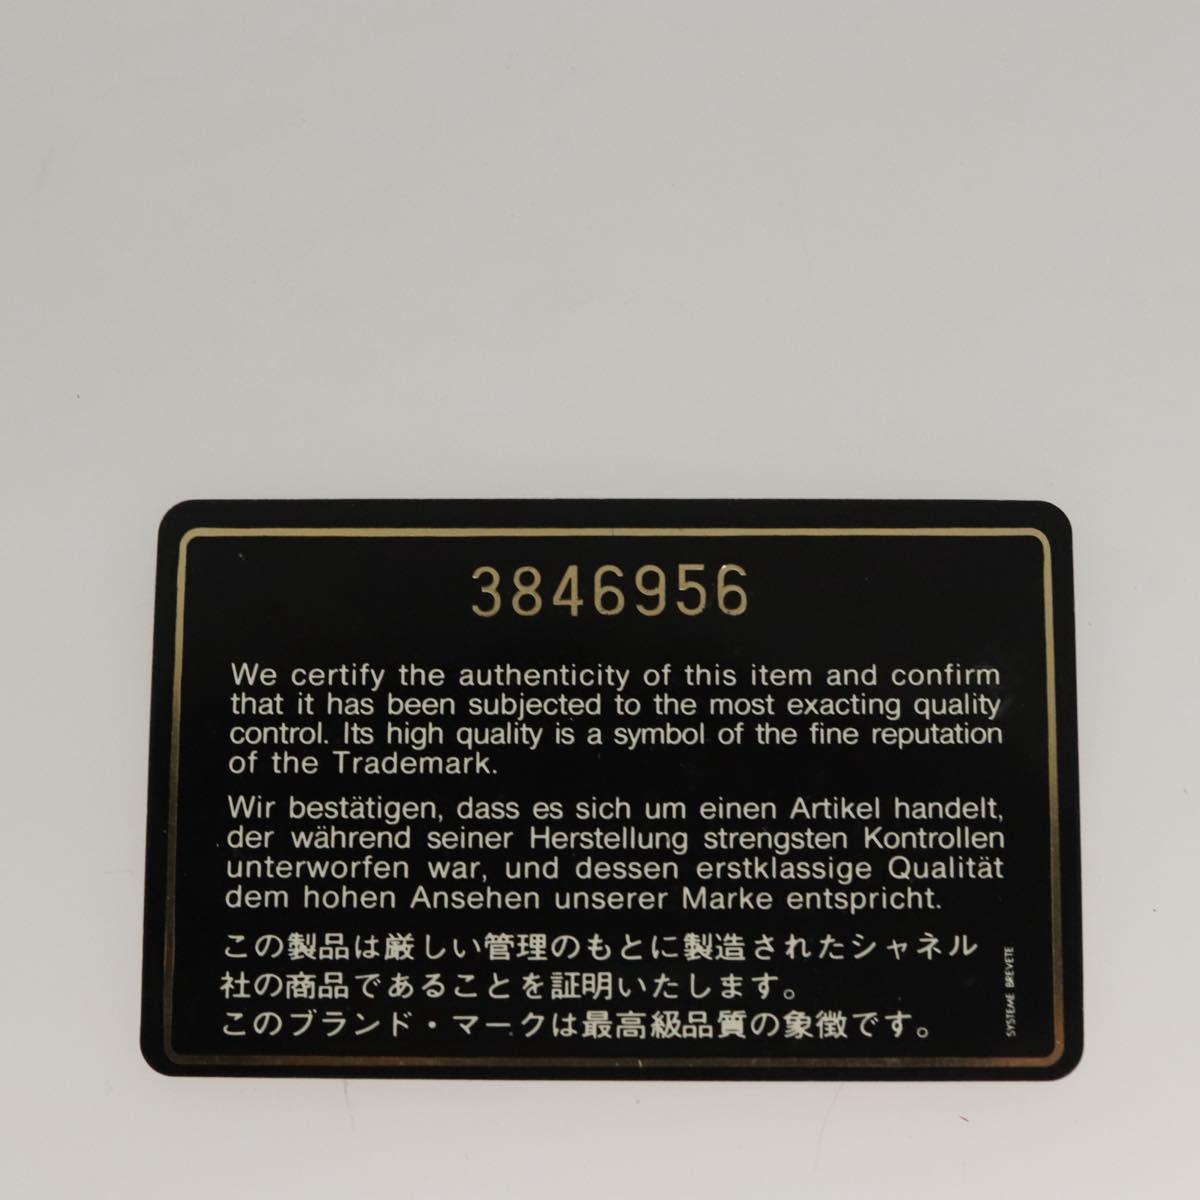 3846956
We certify the authenticity of this item and confirm
that it has been subjected to the most exacting quality
control. Its high quality is a symbol of the fine reputation
of the Trademark.
Wir bestätigen, dass es sich um einen Artikel handelt,
der während seiner Herstellung strengsten Kontrollen
unterworfen war, und dessen erstklassige Qualität
dem hohen Ansehen unserer Marke entspricht.
この製品は厳しい管理のもとに製造されたシャネル
社の商品であることを証明いたします。
このブランド・マークは最高級品質の象徴です。
SYSTEME BREVETE